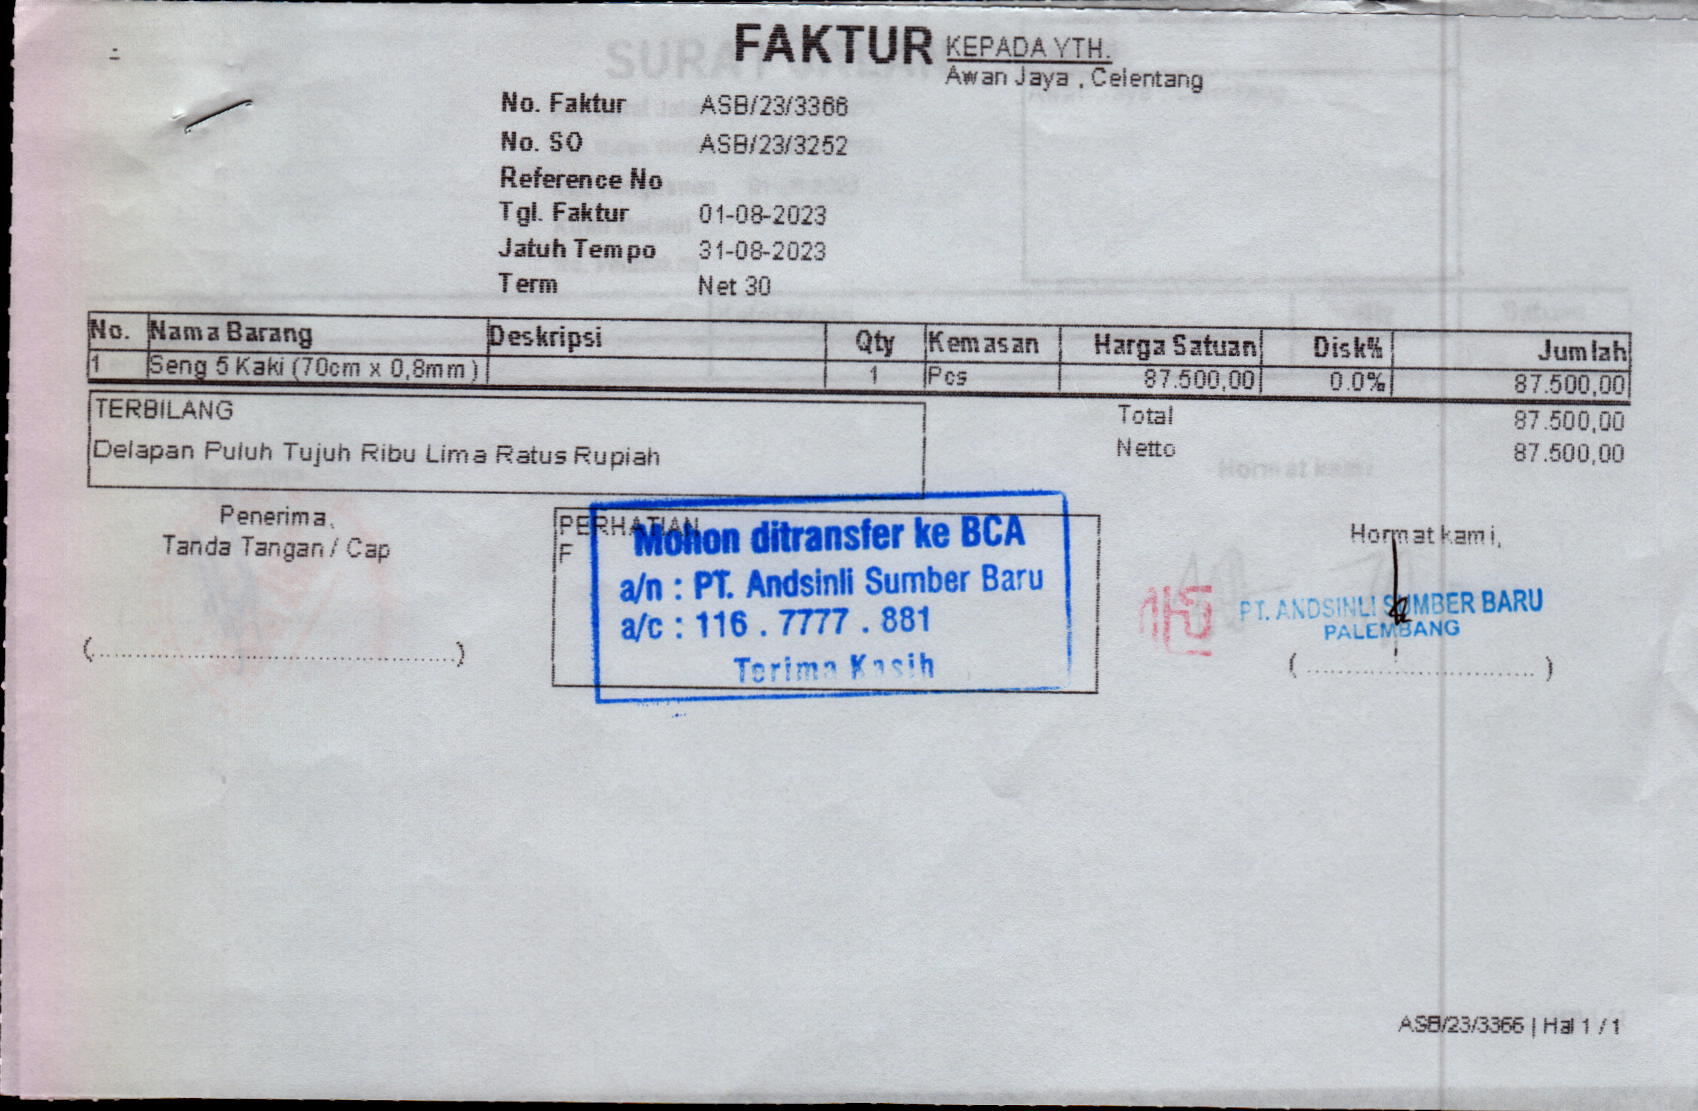 FAKTUR
KEPADA YTH.
Awan Jaya , Celentang
No. Faktur ASB/23/3366
No. SO ASB/23/3252
Reference No
Tgl. Faktur 01-08-2023
Jatuh Tempo 31-08-2023
Term Net 30
No. Nama Barang Deskripsi Qty Kemasan Harga Satuan Disk% Jumlah
1 Seng 5 Kaki (70cm x 0,8mm) 1 Pcs 87.500,00 0.0% 87.500,00
TERBILANG
Delapan Puluh Tujuh Ribu Lima Ratus Rupiah
Total 87.500,00
Netto 87.500,00
Penerima,
Tanda Tangan / Cap
(....................................................)
PERHATIAN
F
Mohon ditransfer ke BCA
a/n : PT. Andsinli Sumber Baru
a/c : 116 . 7777 . 881
Terima Kasih
Hormat kami,
PT. ANDSINLI SUMBER BARU
PALEMBANG
(................................)
ASB/23/3366 | Hal 1 / 1